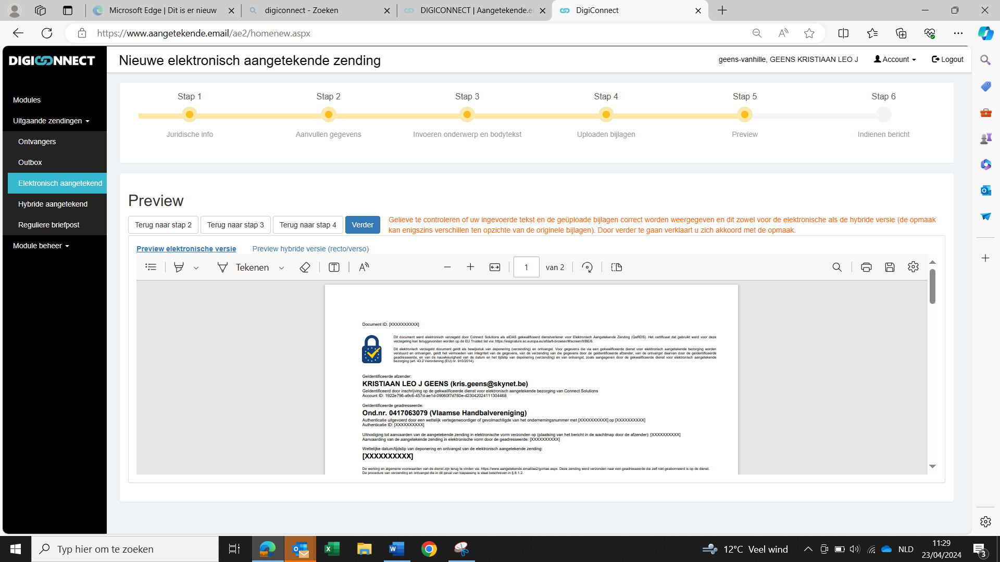 Microsoft Edge | Dit is er nieuw
digiconnect - Zoeken
DIGICONNECT | Aangetekende.e
DigiConnect
https://www.aangetekende.email/ae2/homenew.aspx
DIGICONNECT
Nieuwe elektronisch aangetekende zending
geens-vanhille, GEENS KRISTIAAN LEO J
Account
Logout
Modules
Uitgaande zendingen
Ontvangers
Outbox
Elektronisch aangetekend
Hybride aangetekend
Reguliere briefpost
Module beheer
Stap 1
Stap 2
Stap 3
Stap 4
Stap 5
Stap 6
Juridische info
Aanvullen gegevens
Invoeren onderwerp en bodytekst
Uploaden bijlagen
Preview
Indienen bericht
Preview
Terug naar stap 2
Terug naar stap 3
Terug naar stap 4
Verder
Gelieve te controleren of uw ingevoerde tekst en de geüploade bijlagen correct worden weergegeven en dit zowel voor de elektronische als de hybride versie (de opmaak
kan enigszins verschillen ten opzichte van de originele bijlagen). Door verder te gaan verklaart u zich akkoord met de opmaak.
Preview elektronische versie
Preview hybride versie (recto/verso)
Tekenen
1
van 2
Document ID: [XXXXXXXXXX]
Dit document werd elektronisch verzegeld door Connect Solutions als eIDAS gekwalificeerd dienstverlener voor Elektronisch Aangetekende Zending (QeRDS). Het certificaat dat gebruikt werd voor deze
verzegeling kan teruggevonden worden op de EU Trusted list via: https://esignature.ec.europa.eu/efda/tl-browser/#/screen/tl/BE/6.
Dit elektronisch verzegeld document geldt als bewijsstuk van deponering (verzending) en ontvangst. Voor gegevens die via een gekwalificeerde dienst voor elektronisch aangetekende bezorging worden
verstuurd en ontvangen, geldt het vermoeden van integriteit van de gegevens, van de verzending van die gegevens door de geïdentificeerde afzender, van de ontvangst daarvan door de geïdentificeerde
geadresseerde, en van de nauwkeurigheid van de datum en het tijdstip van deponering (verzending) en van ontvangst, zoals aangegeven door de gekwalificeerde dienst voor elektronisch aangetekende
bezorging (art. 43.2 Verordening (EU) nr. 910/2014).
Geïdentificeerde afzender:
KRISTIAAN LEO J GEENS (kris.geens@skynet.be)
Geïdentificeerd door inschrijving op de gekwalificeerde dienst voor elektronisch aangetekende bezorging van Connect Solutions
Account ID: 1922e796-a9c6-457d-ae1d-09060f7d760e-d23042024111304468
Geïdentificeerde geadresseerde:
Ond.nr. 0417063079 (Vlaamse Handbalvereniging)
Authenticatie uitgevoerd door een wettelijk vertegenwoordiger of gevolmachtigde van het ondernemingsnummer met [XXXXXXXXXX] op [XXXXXXXXXX]
Authenticatie ID: [XXXXXXXXXX]
Uitnodiging tot aanvaarden van de aangetekende zending in elektronische vorm verzonden op (plaatsing van het bericht in de wachtmap door de afzender): [XXXXXXXXXX]
Aanvaarding van de aangetekende zending in elektronische vorm door de geadresseerde: [XXXXXXXXXX]
Wettelijke datum/tijdstip van deponering en ontvangst van de elektronisch aangetekende zending:
[XXXXXXXXXX]
De werking en algemene voorwaarden van de dienst zijn terug te vinden via: https://www.aangetekende.email/ae2/gcnlae.aspx. Deze zending werd verzonden naar een geadresseerde die zelf niet geabonneerd is op de dienst.
De procedure van verzending en ontvangst die in dit geval van toepassing is staat beschreven in § 8.1.2.
Typ hier om te zoeken
12°C Veel wind
NLD
11:29
23/04/2024
3